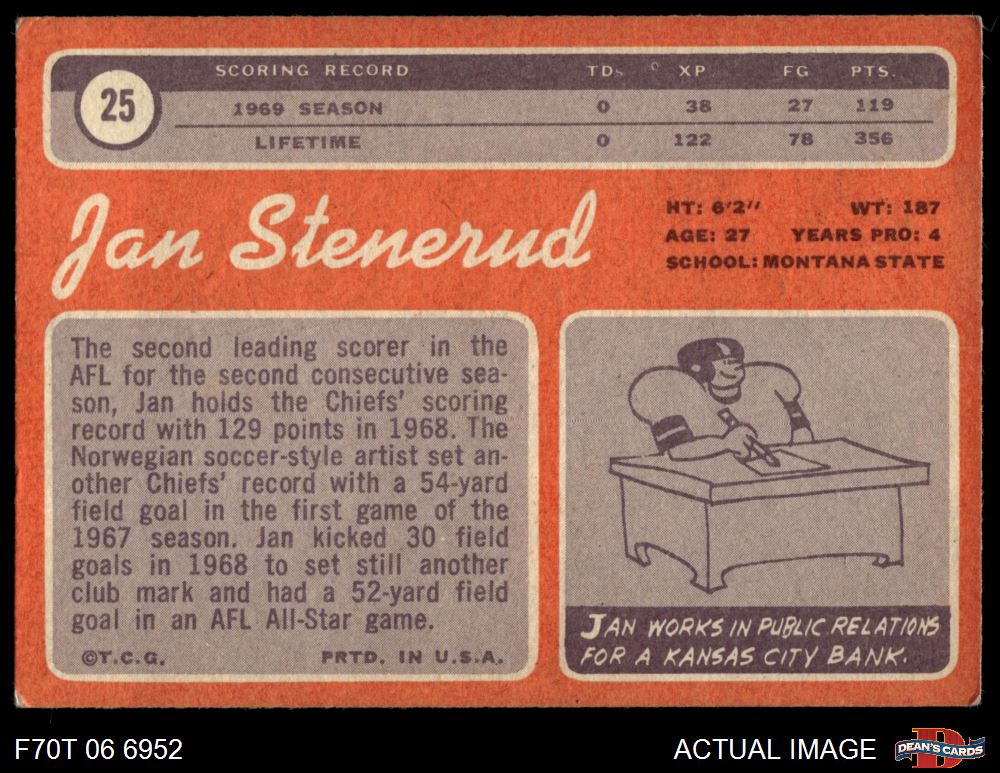 25
SCORING RECORD TDs XP FG PTS.
1969 SEASON 0 38 27 119
LIFETIME 0 122 78 356
Jan Stenerud
HT: 6'2" WT: 187
AGE: 27 YEARS PRO: 4
SCHOOL: MONTANA STATE
The second leading scorer in the
AFL for the second consecutive sea-
son, Jan holds the Chiefs' scoring
record with 129 points in 1968. The
Norwegian soccer-style artist set an-
other Chiefs' record with a 54-yard
field goal in the first game of the
1967 season. Jan kicked 30 field
goals in 1968 to set still another
club mark and had a 52-yard field
goal in an AFL All-Star game.
©T.C.G. PRTD. IN U.S.A.
JAN WORKS IN PUBLIC RELATIONS
FOR A KANSAS CITY BANK.
F70T 06 6952
ACTUAL IMAGE
DEAN'S CARDS